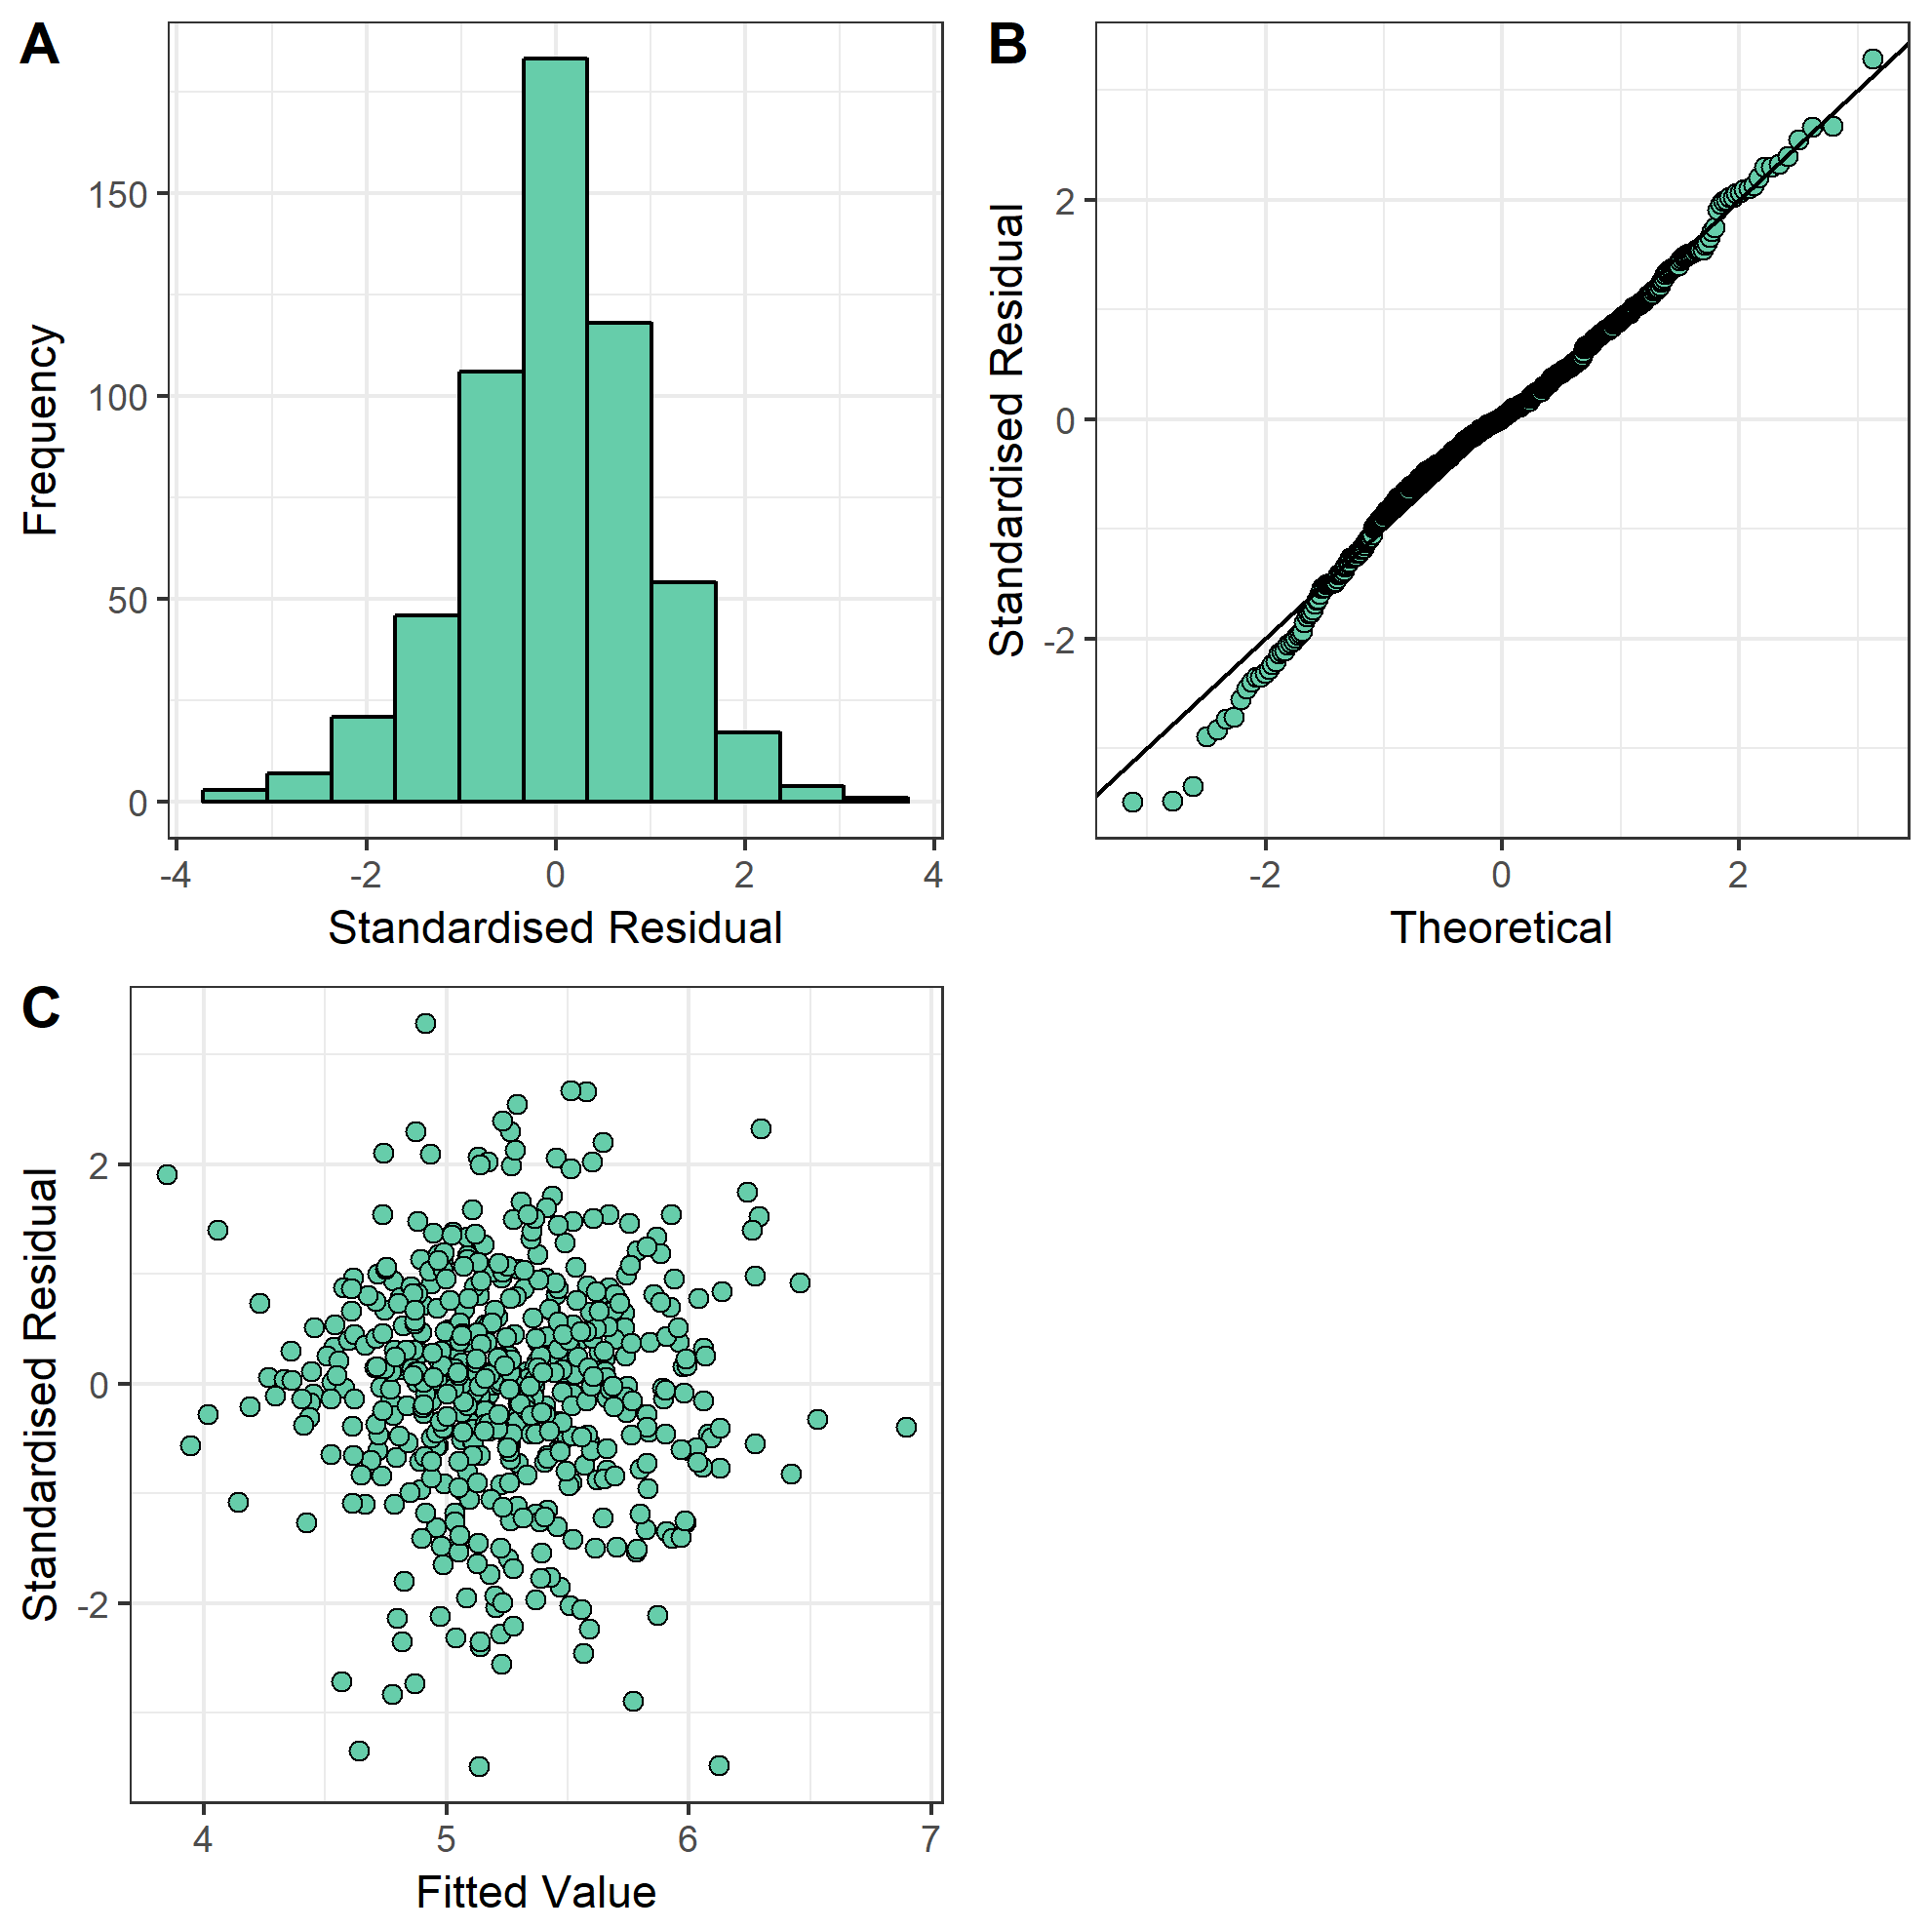 A
Frequency
150
100
50
0
-4 -2 0 2 4
Standardised Residual
B
Standardised Residual
2
0
-2
-2 0 2
Theoretical
C
Standardised Residual
2
0
-2
4 5 6 7
Fitted Value